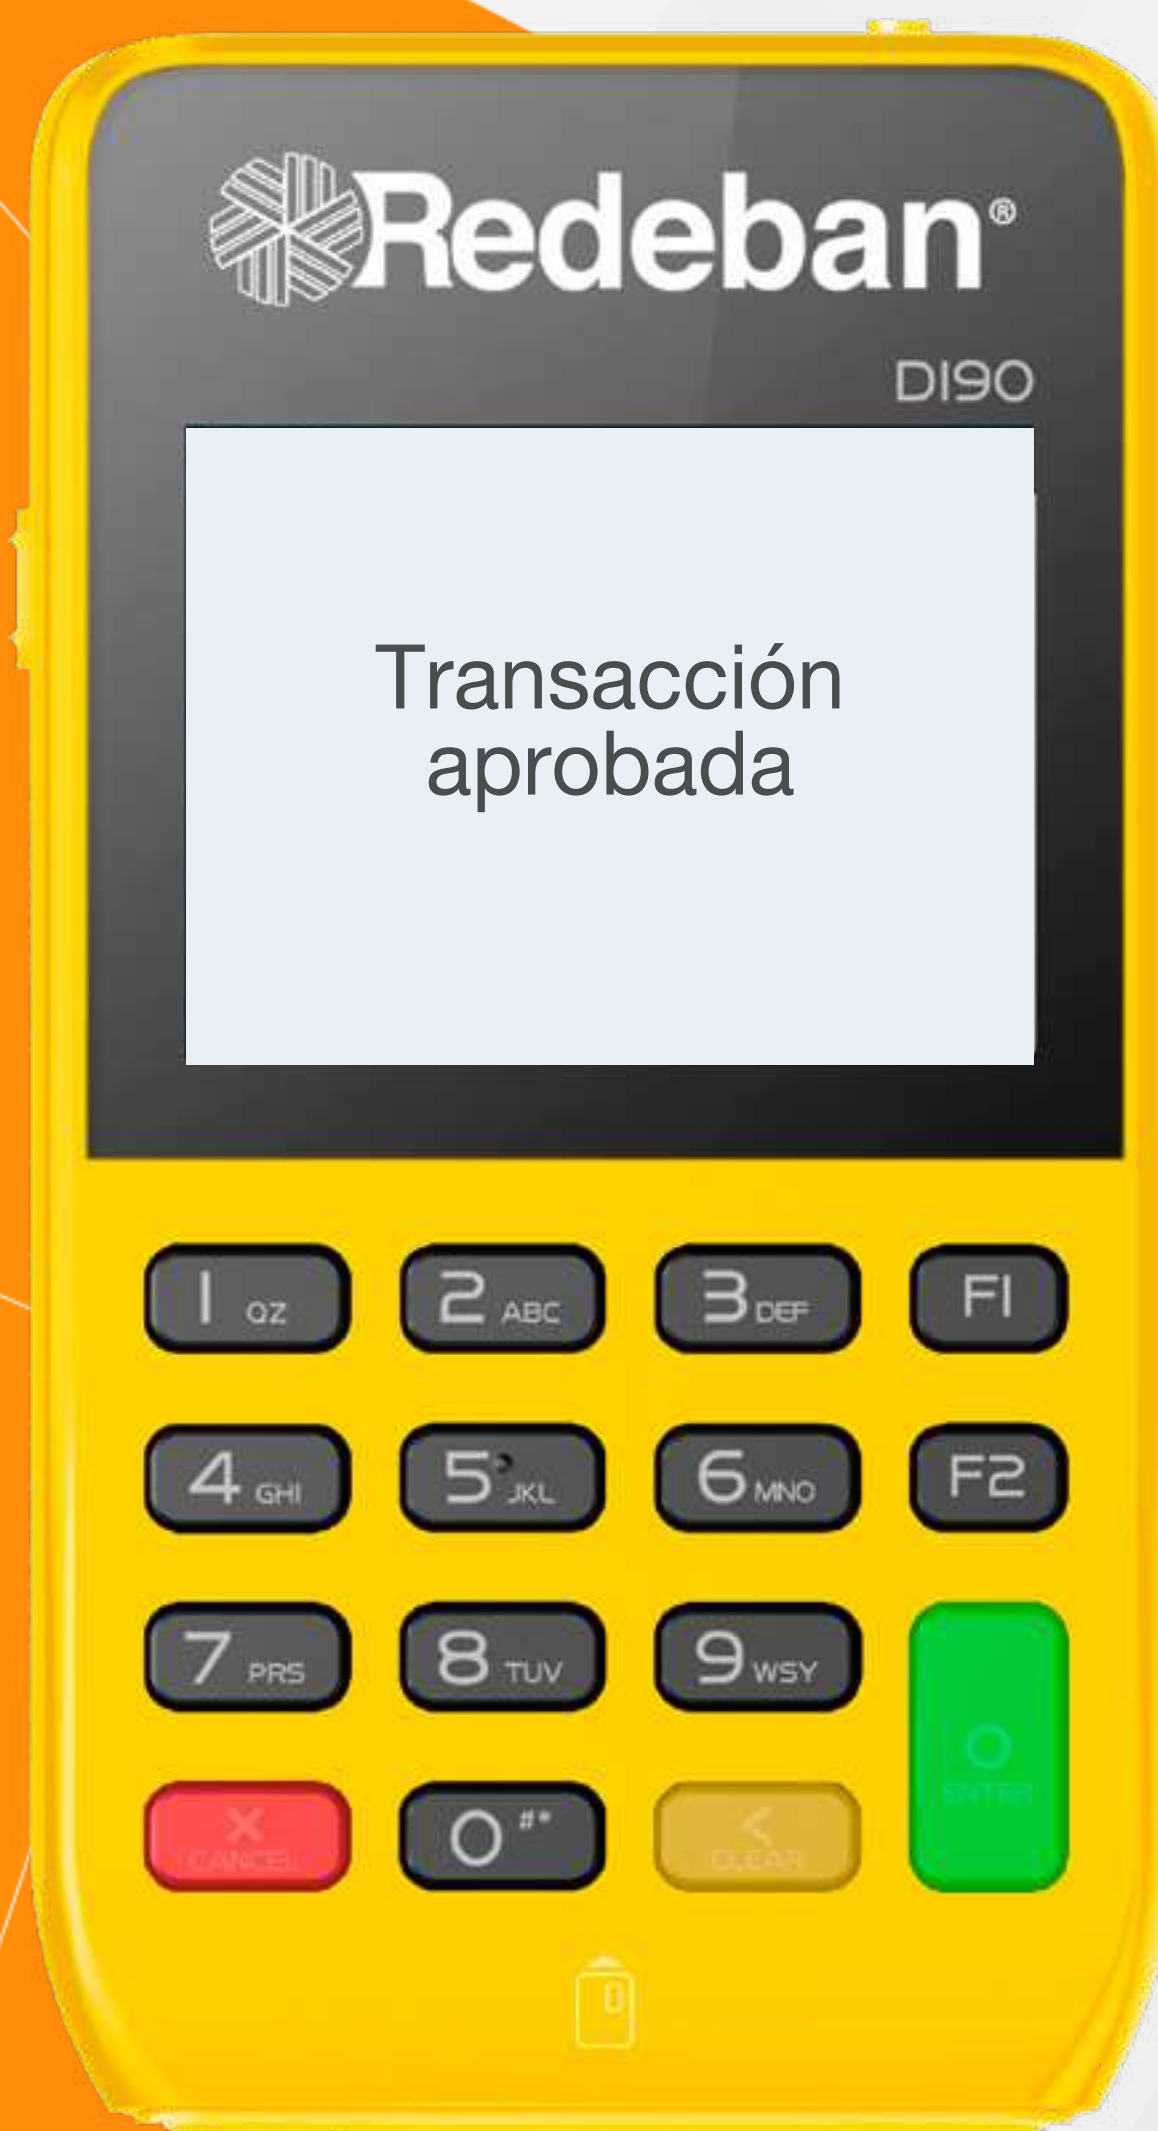 Redeban®
D190
Transacción
aprobada
1 QZ
2 ABC
3 DEF
F1
4 GHI
5 JKL
6 MNO
F2
7 PRS
8 TUV
9 WSY
X
CANCEL
0 #*
<
CLEAR
O
ENTER